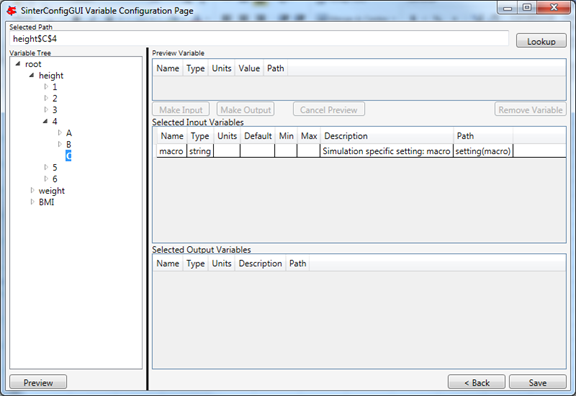 SinterConfigGUI Variable Configuration Page
Selected Path
height$C$4
Lookup
Variable Tree
root
height
1
2
3
4
A
B
C
5
6
weight
BMI
Preview Variable
Name Type Units Value Path
Make Input Make Output Cancel Preview Remove Variable
Selected Input Variables
Name Type Units Default Min Max Description Path
macro string Simulation specific setting: macro setting(macro)
Selected Output Variables
Name Type Units Description Path
Preview < Back Save